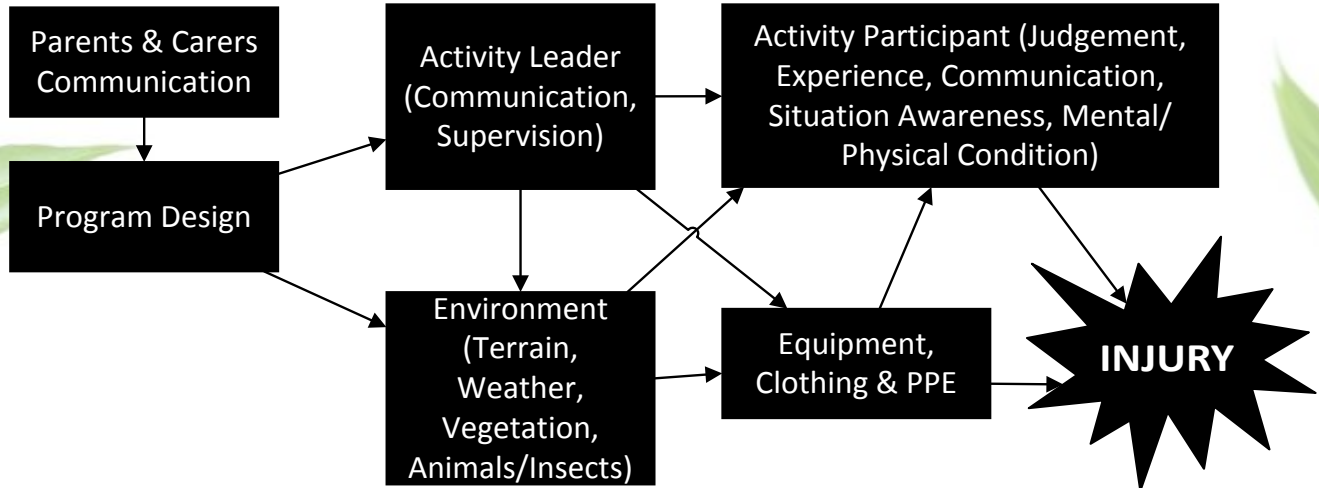 Parents & Carers
Communication
Program Design
Activity Leader
(Communication,
Supervision)
Environment
(Terrain,
Weather,
Vegetation,
Animals/Insects)
Activity Participant (Judgement,
Experience, Communication,
Situation Awareness, Mental/
Physical Condition)
Equipment,
Clothing & PPE
INJURY